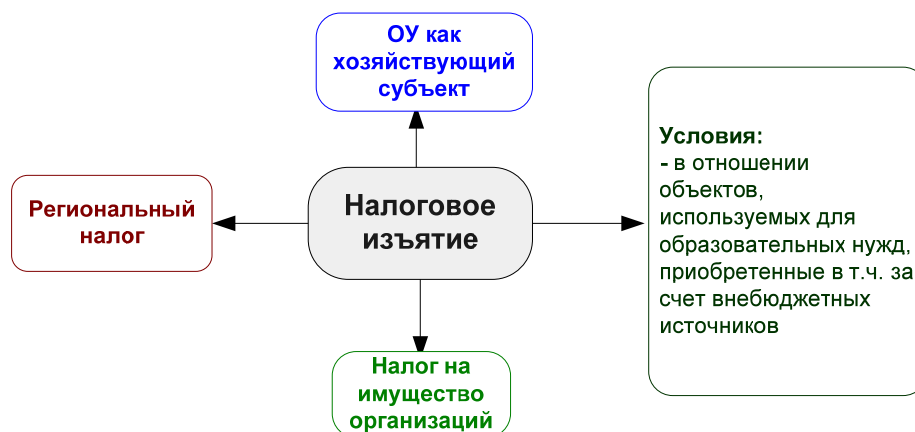 ОУ как
хозяйствующий
субъект
Региональный
налог
Налоговое
изъятие
Условия:
- в отношении
объектов,
используемых для
образовательных нужд,
приобретенные в т.ч. за
счет внебюджетных
источников
Налог на
имущество
организаций